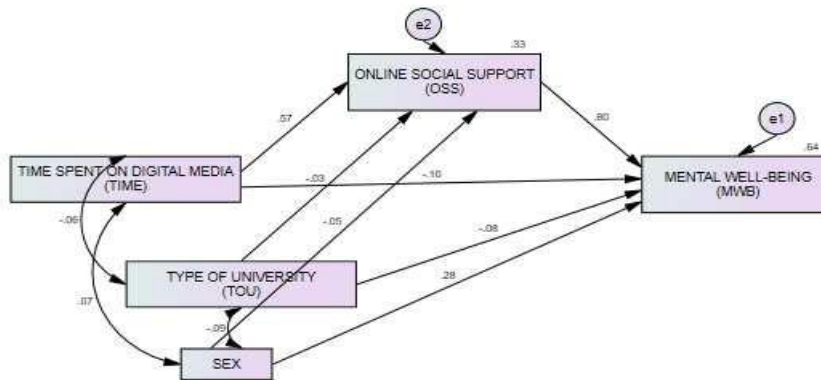 e2
.33
ONLINE SOCIAL SUPPORT
(OSS)
.57
.80
e1
.64
TIME SPENT ON DIGITAL MEDIA
(TIME)
MENTAL WELL-BEING
(MWB)
-.03
-.10
-.05
-.06
-.08
TYPE OF UNIVERSITY
(TOU)
.28
.07
-.09
SEX